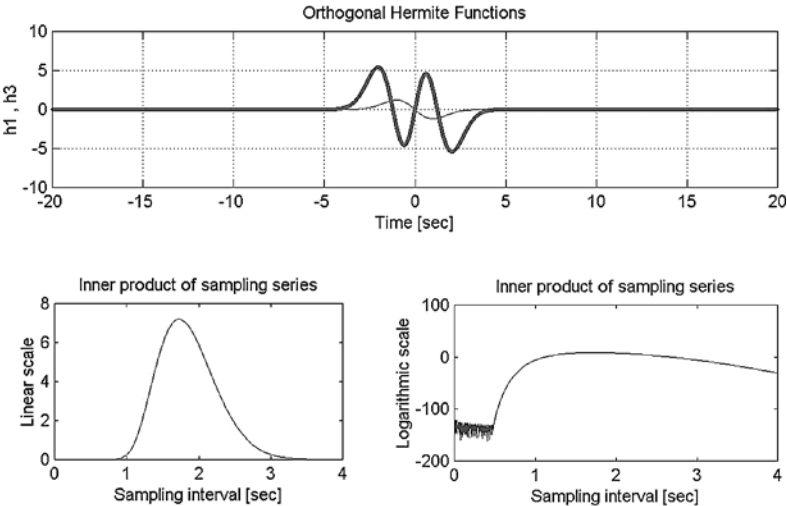 Orthogonal Hermite Functions
h1 , h3
10
5
0
-5
-10
-20 -15 -10 -5 0 5 10 15 20
Time [sec]
Inner product of sampling series
Linear scale
8
6
4
2
0
0 1 2 3 4
Sampling interval [sec]
Inner product of sampling series
Logarithmic scale
100
0
-100
-200
0 1 2 3 4
Sampling interval [sec]